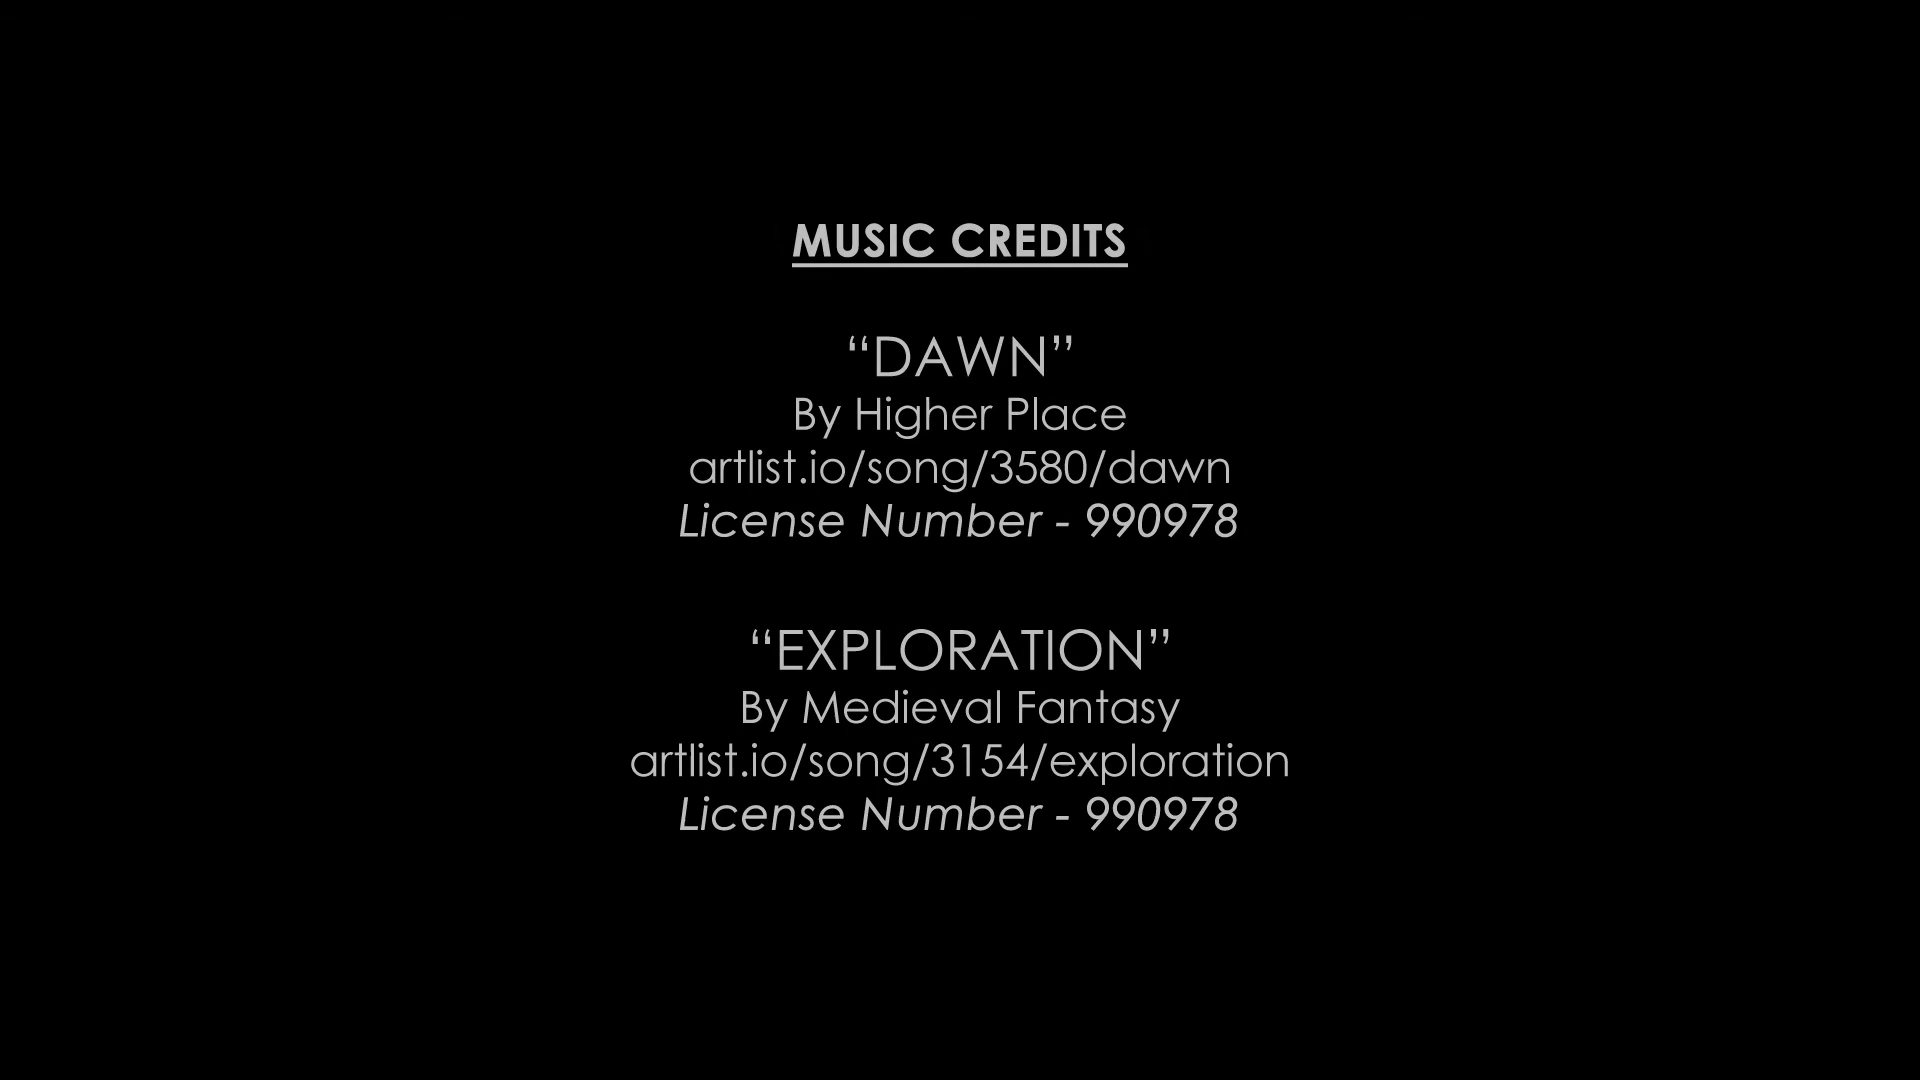 MUSIC CREDITS
“DAWN”
By Higher Place
artlist.io/song/3580/dawn
License Number - 990978
“EXPLORATION”
By Medieval Fantasy
artlist.io/song/3154/exploration
License Number - 990978